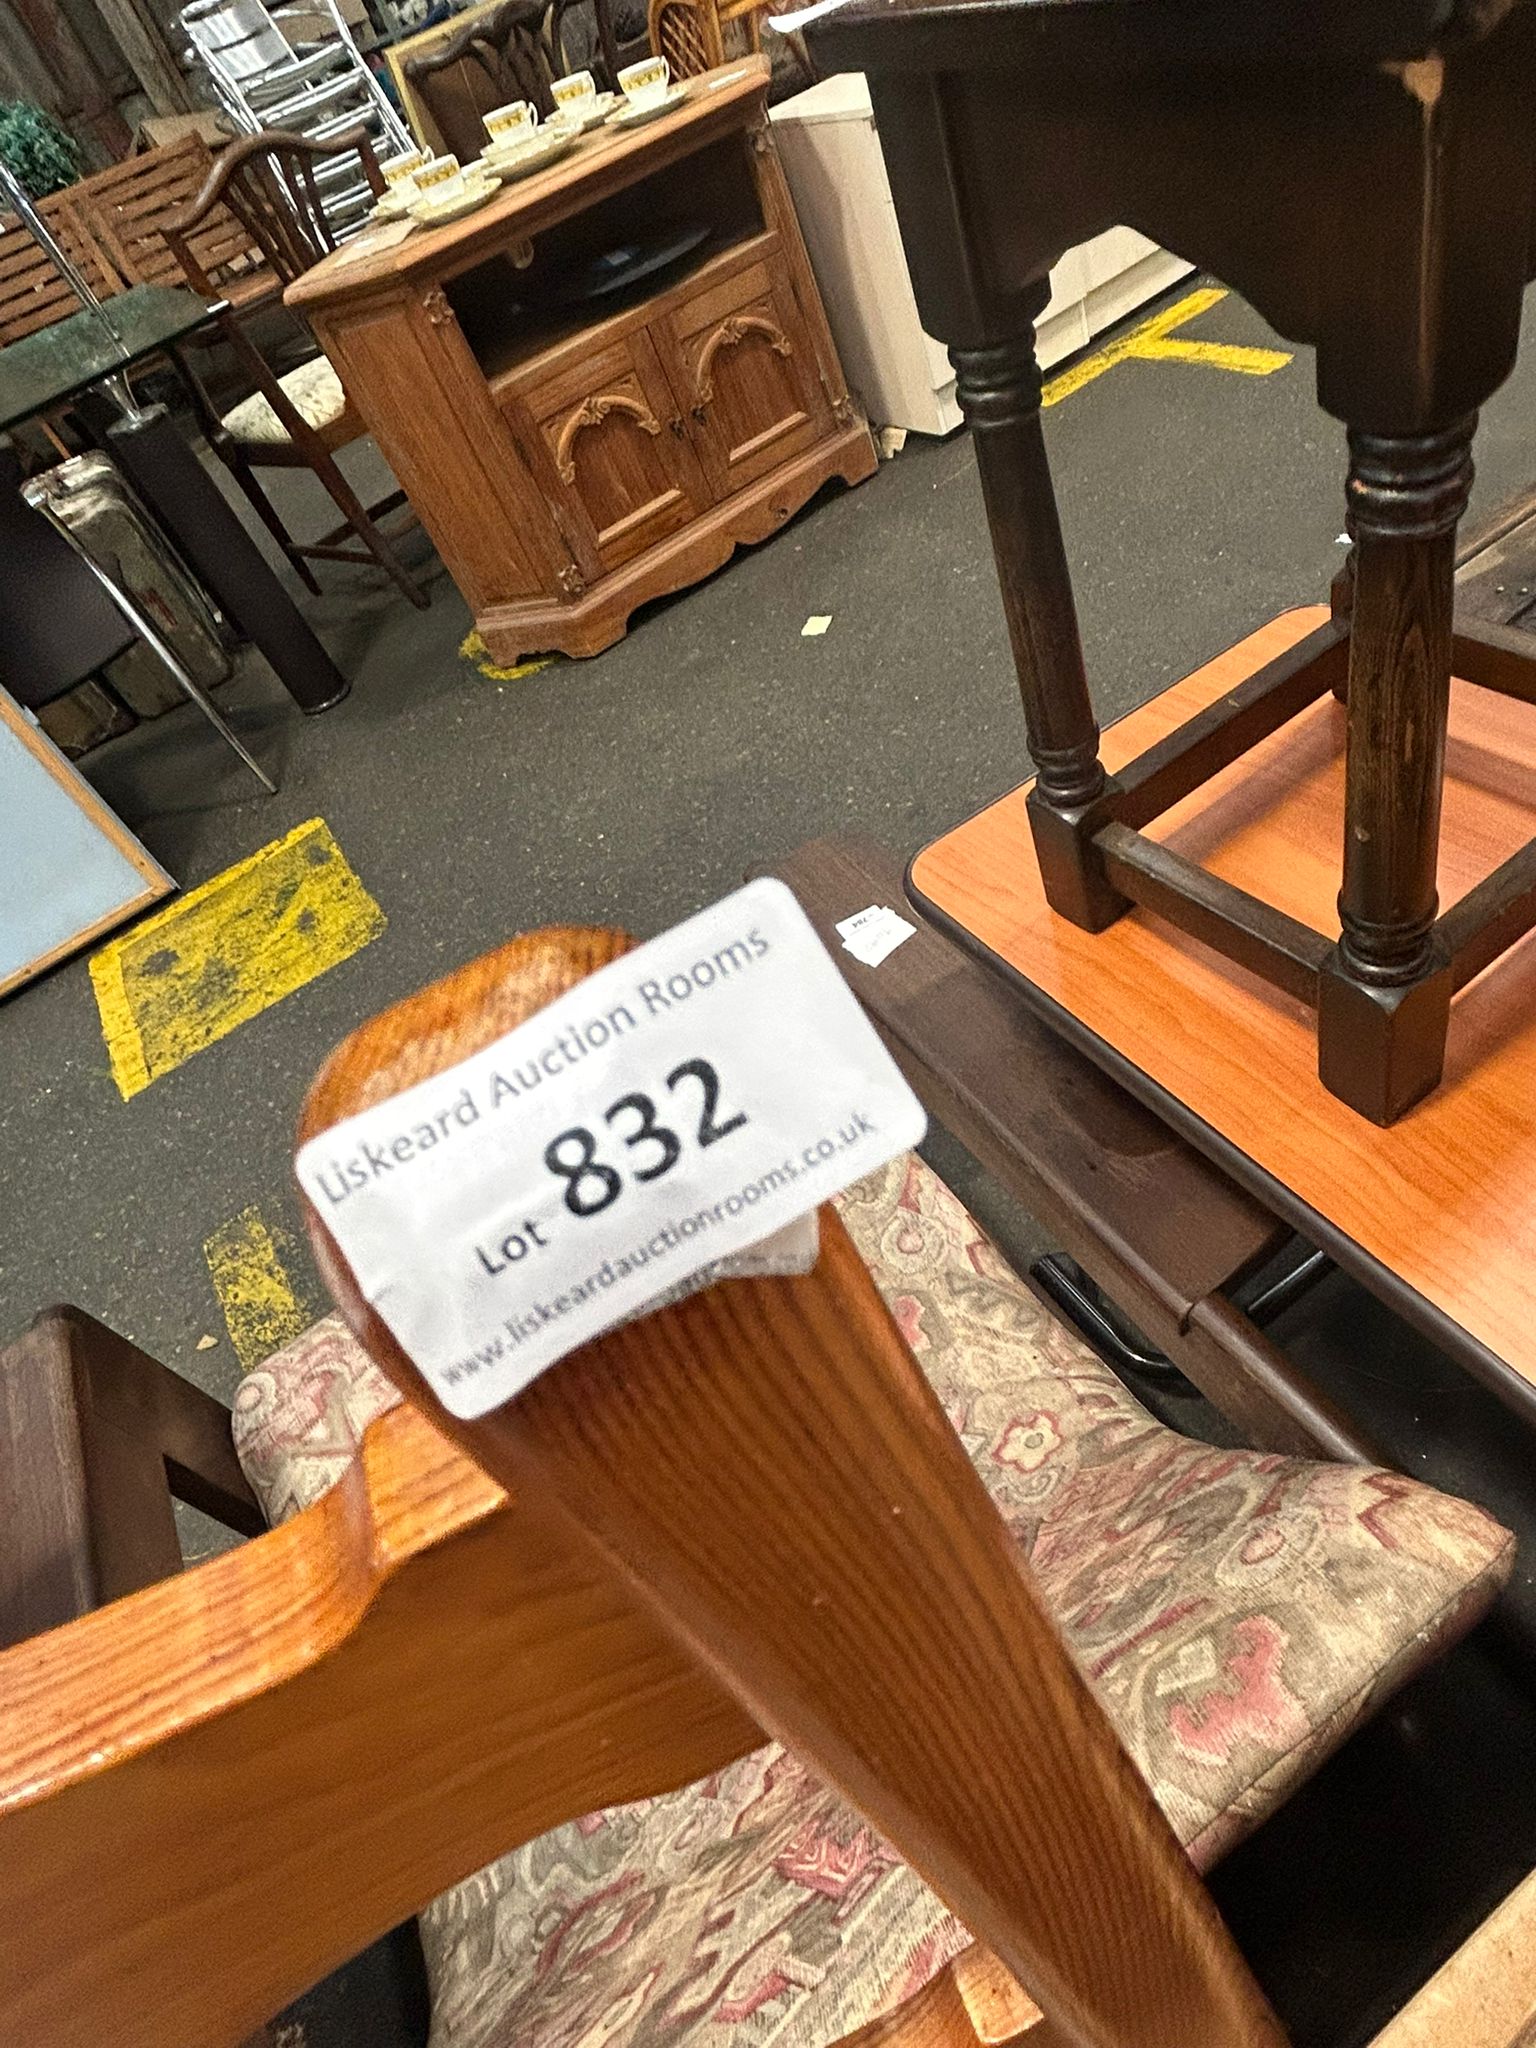 Liskeard Auction Rooms
Lot 832
www.liskeardauctionrooms.co.uk